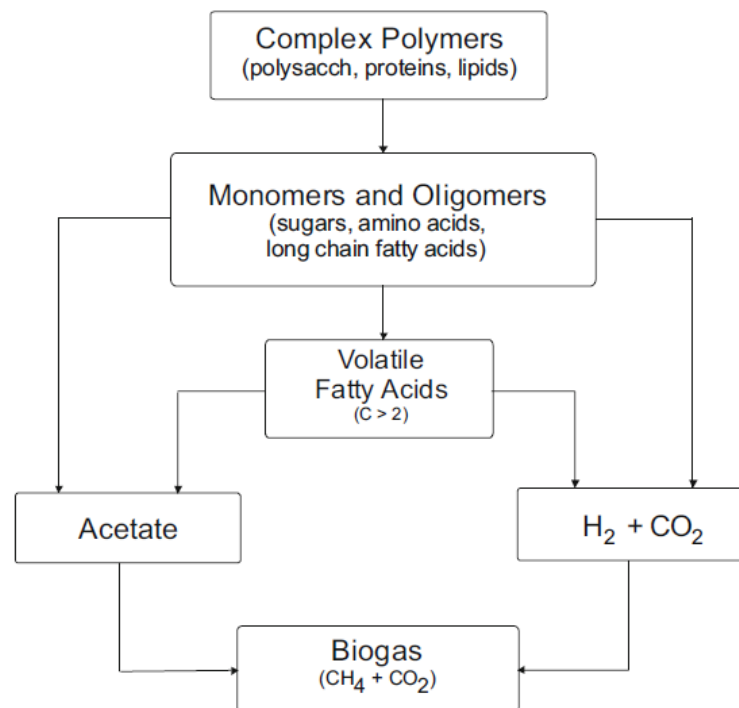 Complex Polymers
(polysacch, proteins, lipids)
Monomers and Oligomers
(sugars, amino acids,
long chain fatty acids)
Volatile
Fatty Acids
(C > 2)
Acetate
H₂ + CO₂
Biogas
(CH₄ + CO₂)